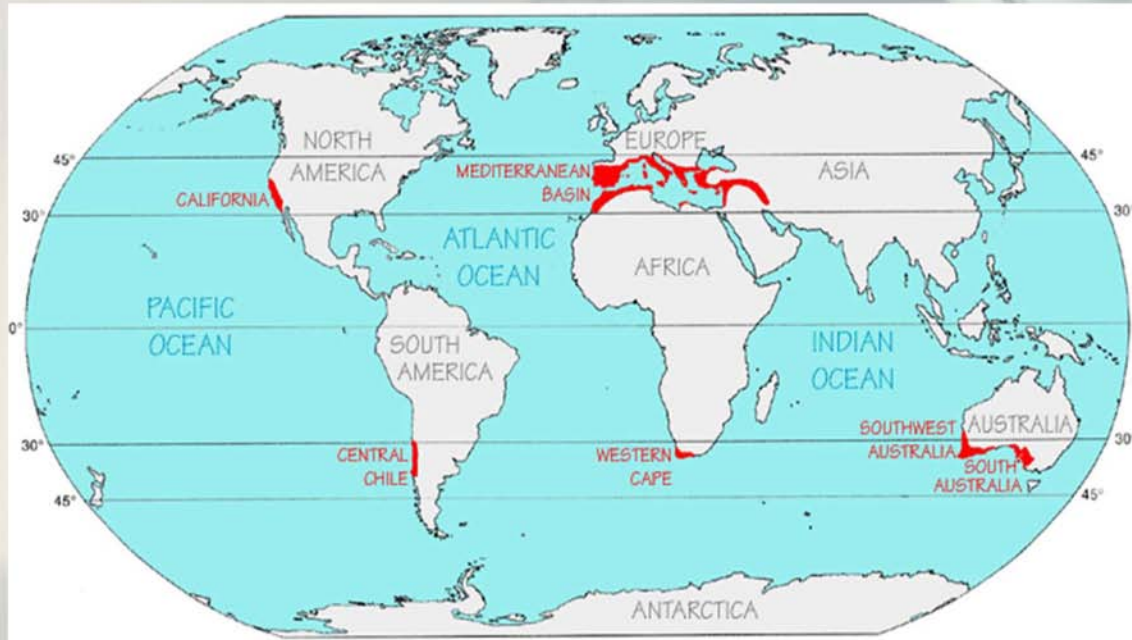 NORTH
AMERICA
EUROPE
ASIA
45°
45°
MEDITERRANEAN
BASIN
CALIFORNIA
30°
30°
ATLANTIC
OCEAN
AFRICA
PACIFIC
OCEAN
0°
SOUTH
AMERICA
INDIAN
OCEAN
SOUTHWEST
AUSTRALIA
AUSTRALIA
30°
30°
CENTRAL
CHILE
WESTERN
CAPE
SOUTH
AUSTRALIA
45°
45°
ANTARCTICA